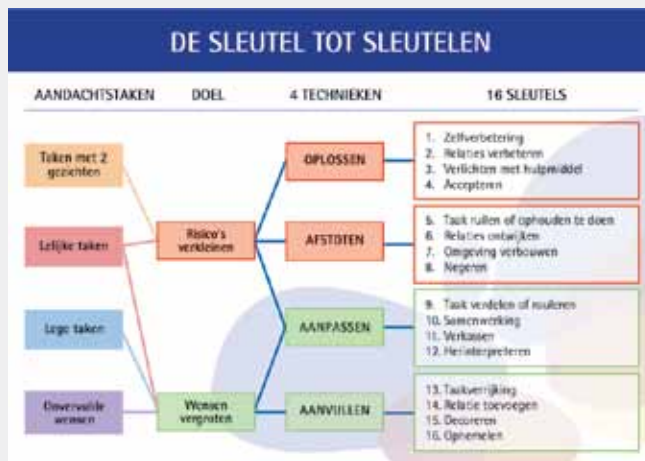 DE SLEUTEL TOT SLEUTELEN
AANDACHTSTAKEN
DOEL
4 TECHNIEKEN
16 SLEUTELS
Taken met 2
gezichten
Lelijke taken
Lege taken
Onvervulde
wensen
Risico's
verkleinen
Wensen
vergroten
OPLOSSEN
AFSTOTEN
AANPASSEN
AANVULLEN
1. Zelfverbetering
2. Relaties verbeteren
3. Verlichten met hulpmiddel
4. Accepteren
5. Taak ruilen of ophouden te doen
6. Relaties ontwijken
7. Omgeving verbouwen
8. Negeren
9. Taak verdelen of routeren
10. Samenwerking
11. Verkassen
12. Herinterpreteren
13. Taakverrijking
14. Relatie toevoegen
15. Decoreren
16. Ophemelen